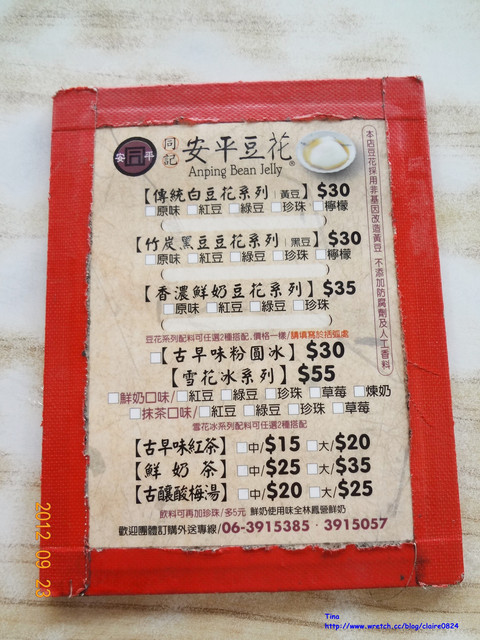 安同平
同記
安平豆花
Anping Bean Jelly
本店豆花採用非基因改造黃豆 不添加防腐劑及人工香料
【傳統白豆花系列|黃豆】$30
□原味 □紅豆 □綠豆 □珍珠 □檸檬
【竹炭黑豆豆花系列|黑豆】$30
□原味 □紅豆 □綠豆 □珍珠 □檸檬
【香濃鮮奶豆花系列】$35
□原味 □紅豆 □綠豆 □珍珠
豆花系列配料可任選2種搭配,價格一樣/請填寫於括弧處
□【古早味粉圓冰】$30
【雪花冰系列】$55
□鮮奶口味/□紅豆 □綠豆 □珍珠 □草莓 □煉奶
□抹茶口味/□紅豆 □綠豆 □珍珠 □草莓
雪花冰系列配料可任選2種搭配
【古早味紅茶】□中/$15 □大/$20
【鮮奶茶】□中/$25 □大/$35
【古釀酸梅湯】□中/$20 □大/$25
飲料可再加珍珠/多5元 鮮奶使用味全林鳳營鮮奶
歡迎團體訂購外送專線/06-3915385·3915057
2012 09 23
Tina
http://www.wretch.cc/blog/claire0824